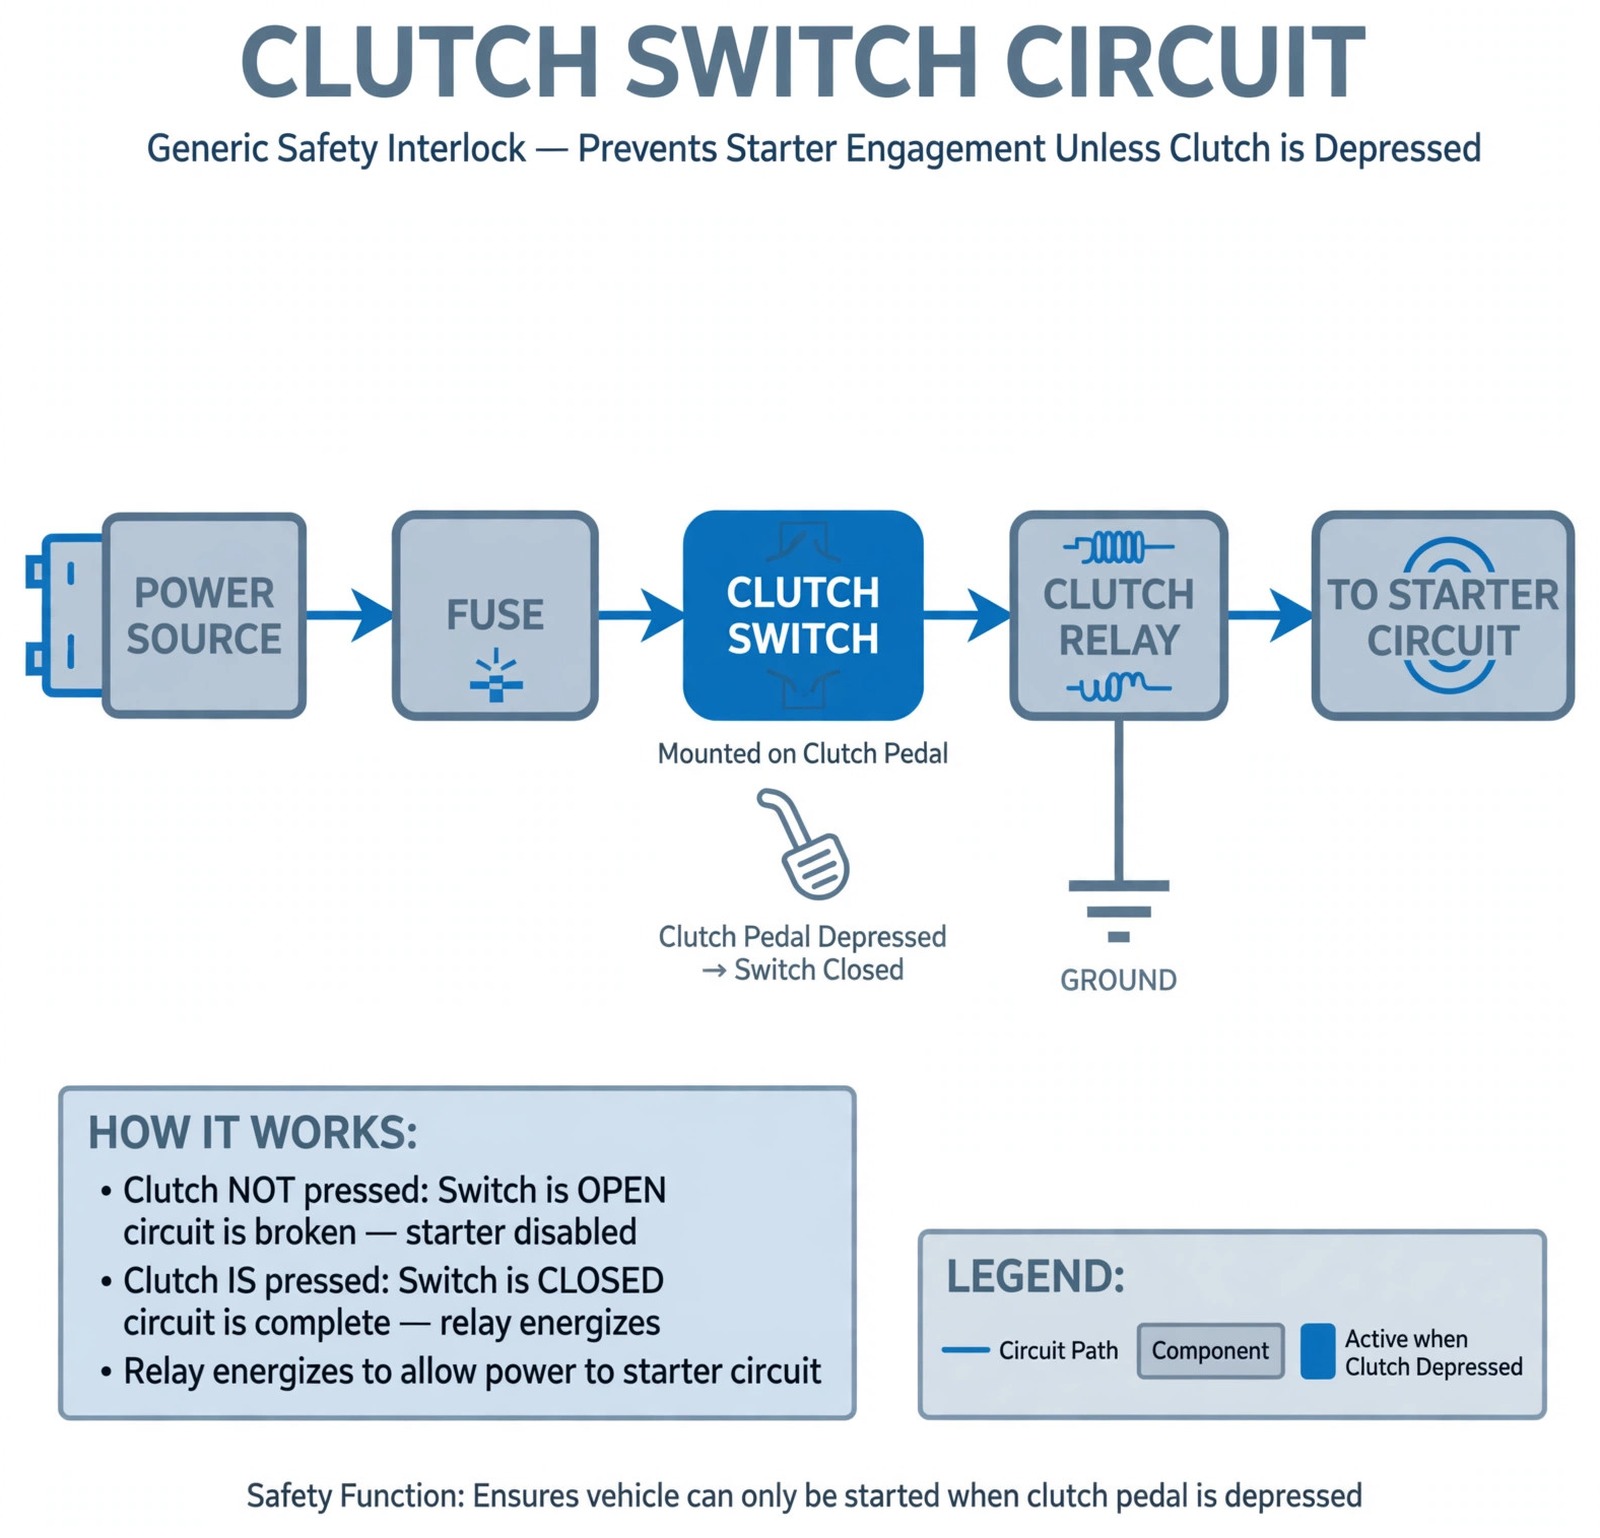 CLUTCH SWITCH CIRCUIT
Generic Safety Interlock — Prevents Starter Engagement Unless Clutch is Depressed
POWER
SOURCE
FUSE
CLUTCH
SWITCH
CLUTCH
RELAY
TO STARTER
CIRCUIT
Mounted on Clutch Pedal
Clutch Pedal Depressed
→ Switch Closed
GROUND
HOW IT WORKS:
• Clutch NOT pressed: Switch is OPEN
circuit is broken — starter disabled
• Clutch IS pressed: Switch is CLOSED
circuit is complete — relay energizes
• Relay energizes to allow power to starter circuit
LEGEND:
Circuit Path
Component
Active when
Clutch Depressed
Safety Function: Ensures vehicle can only be started when clutch pedal is depressed